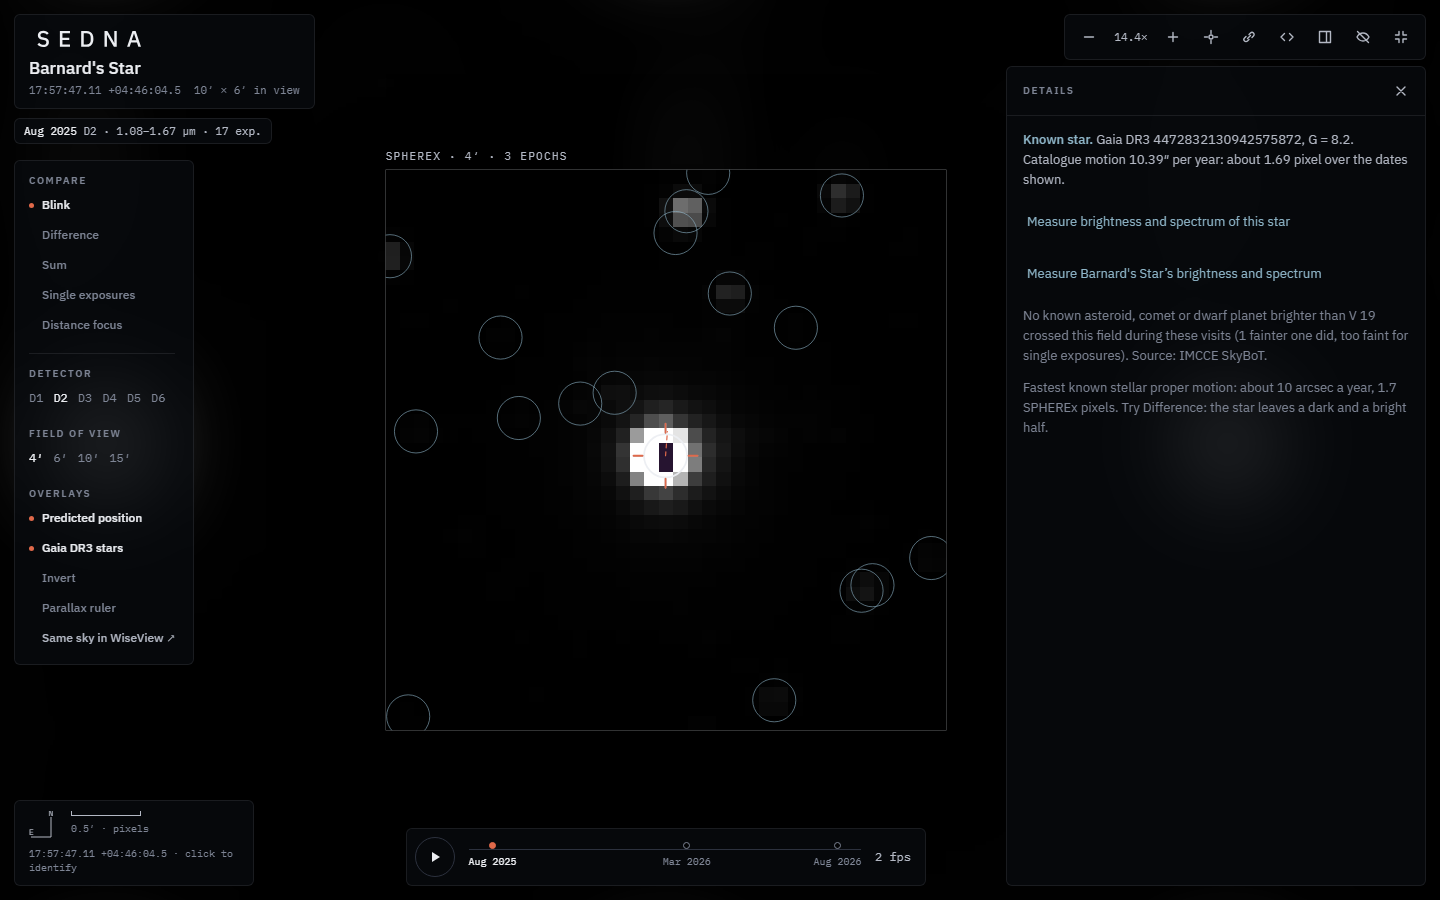 SEDNA
Barnard's Star
17:57:47.11 +04:46:04.5 10′ × 6′ in view
Aug 2025 D2 · 1.08–1.67 µm · 17 exp.
COMPARE
Blink
Difference
Sum
Single exposures
Distance focus
DETECTOR
D1 D2 D3 D4 D5 D6
FIELD OF VIEW
4′ 6′ 10′ 15′
OVERLAYS
Predicted position
Gaia DR3 stars
Invert
Parallax ruler
Same sky in WiseView ↗
N
E
0.5′ · pixels
17:57:47.11 +04:46:04.5 · click to
identify
SPHEREX · 4′ · 3 EPOCHS
Aug 2025
Mar 2026
Aug 2026
2 fps
14.4×
DETAILS
Known star. Gaia DR3 4472832130942575872, G = 8.2.
Catalogue motion 10.39″ per year: about 1.69 pixel over the dates
shown.
Measure brightness and spectrum of this star
Measure Barnard's Star’s brightness and spectrum
No known asteroid, comet or dwarf planet brighter than V 19
crossed this field during these visits (1 fainter one did, too faint for
single exposures). Source: IMCCE SkyBoT.
Fastest known stellar proper motion: about 10 arcsec a year, 1.7
SPHEREx pixels. Try Difference: the star leaves a dark and a bright
half.